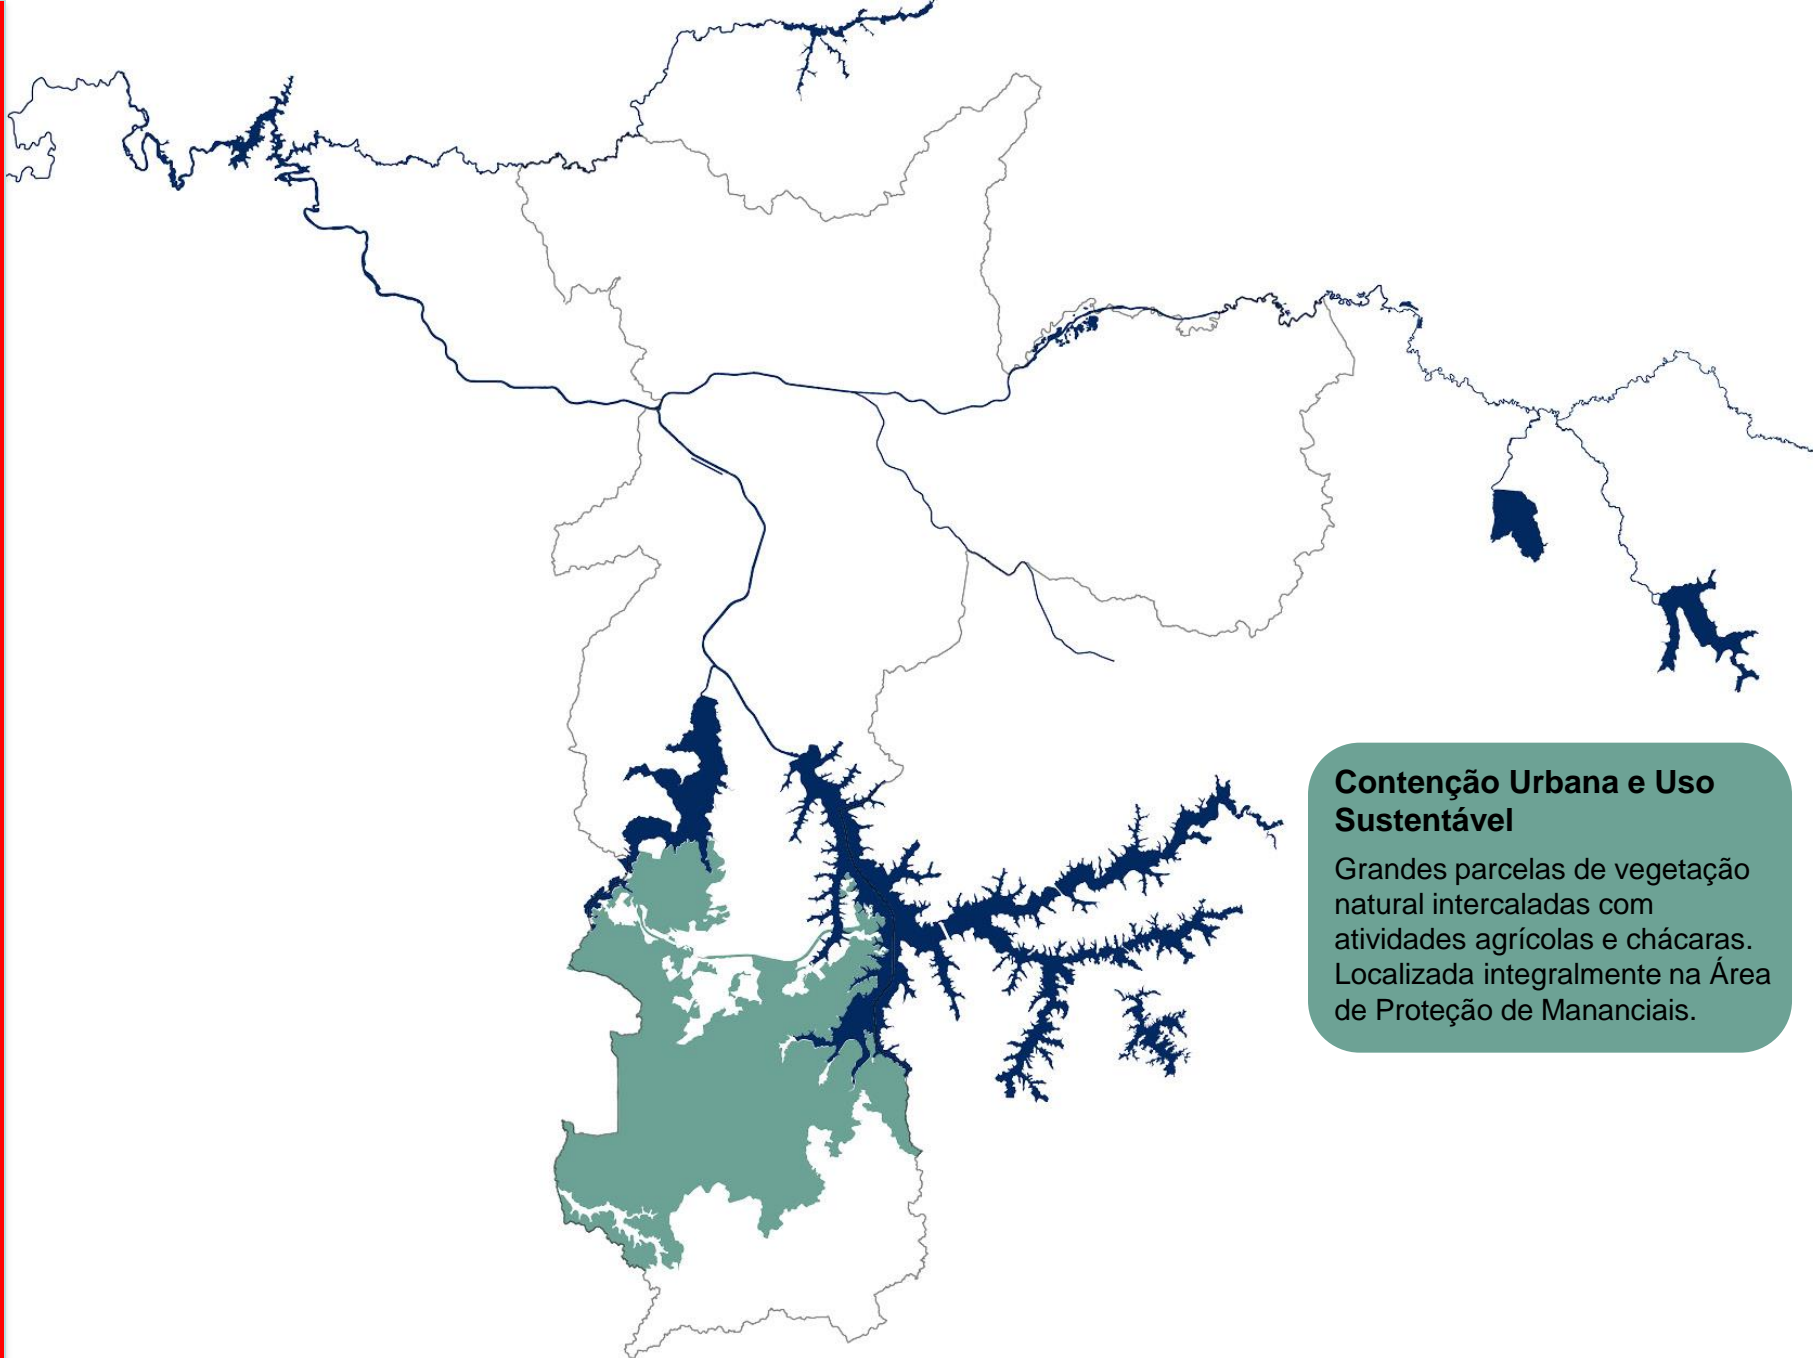 Contenção Urbana e Uso
Sustentável
Grandes parcelas de vegetação
natural intercaladas com
atividades agrícolas e chácaras.
Localizada integralmente na Área
de Proteção de Mananciais.